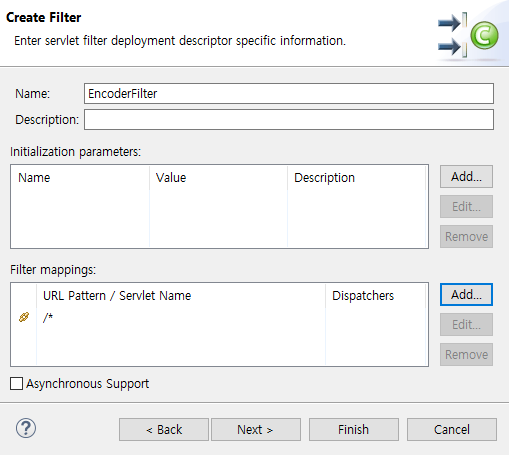 Create Filter
Enter servlet filter deployment descriptor specific information.
C
Name: EncoderFilter
Description:
Initialization parameters:
Name Value Description
Add...
Edit...
Remove
Filter mappings:
URL Pattern / Servlet Name Dispatchers
/*
Add...
Edit...
Remove
Asynchronous Support
? < Back Next > Finish Cancel